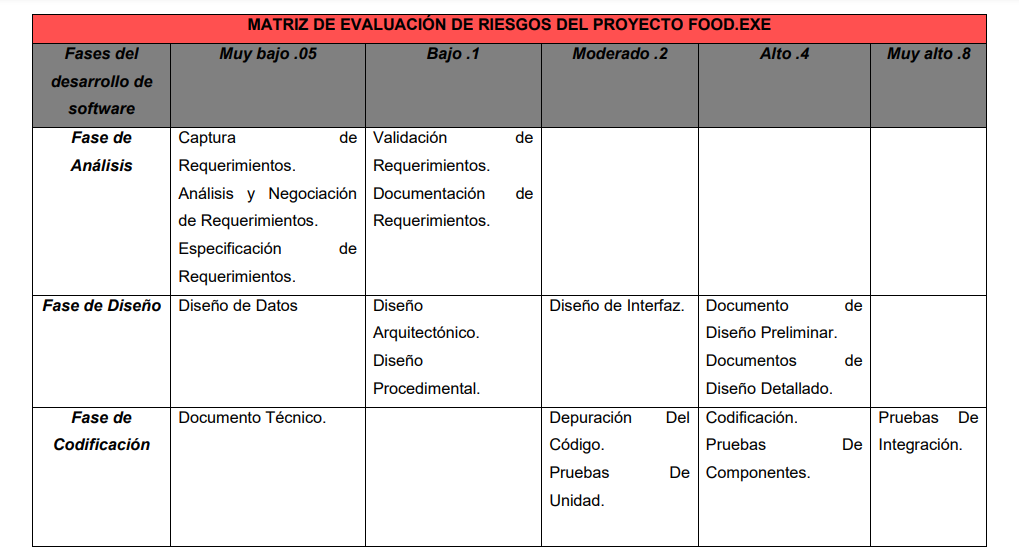 MATRIZ DE EVALUACIÓN DE RIESGOS DEL PROYECTO FOOD.EXE
Fases del
desarrollo de
software
Muy bajo .05
Bajo .1
Moderado .2
Alto .4
Muy alto .8
Fase de
Análisis
Captura de
Requerimientos.
Análisis y Negociación
de Requerimientos.
Especificación de
Requerimientos.
Validación de
Requerimientos.
Documentación de
Requerimientos.
Fase de Diseño
Diseño de Datos
Diseño
Arquitectónico.
Diseño
Procedimental.
Diseño de Interfaz.
Documento de
Diseño Preliminar.
Documentos de
Diseño Detallado.
Fase de
Codificación
Documento Técnico.
Depuración Del
Código.
Pruebas De
Unidad.
Codificación.
Pruebas De
Componentes.
Pruebas De
Integración.